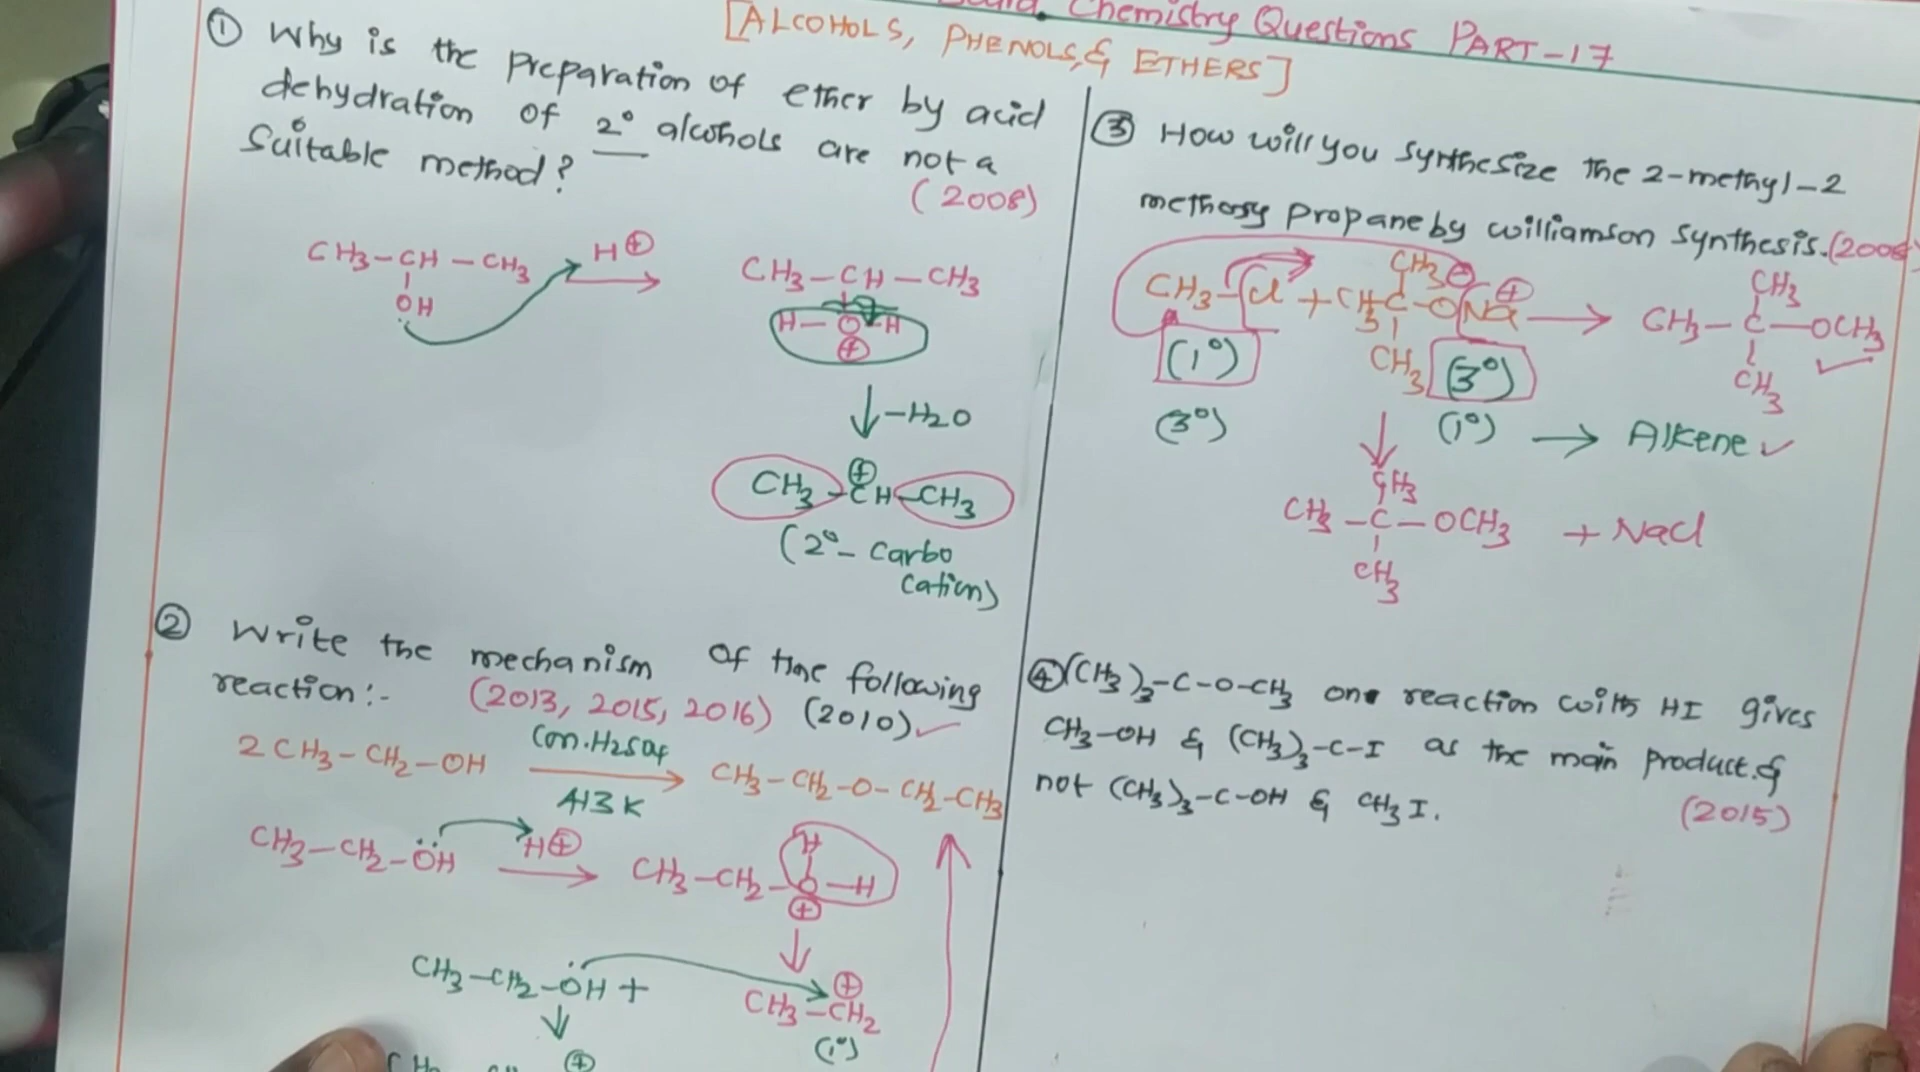 Chemistry Questions PART-17
[ALCOHOLS, PHENOLS, & ETHERS]
① Why is the preparation of ether by acid
dehydration of 2° alcohols are not a
Suitable method?
(2008)
CH3-CH-CH3
OH
H⊕
CH3-CH-CH3
H-O-H
⊕
-H2O
CH3-CH-CH3
⊕
(2°- carbo
cation)
② Write the mechanism of the following
reaction:- (2013, 2015, 2016) (2010) ✓
2CH3-CH2-OH Con.H2SO4 CH3-CH2-O-CH2-CH3
413K
CH3-CH2-ÖH H⊕ CH3-CH2-O-H
H
⊕
CH3-CH2-OH + CH3-CH2
⊕
(1°)
⊕
③ How will you synthesize the 2-methyl-2
methoxy propane by williamson synthesis. (2008)
CH3-Cl + CH3-C-ONa → CH3-C-OCH3 ✓
CH3 ⊖ ⊕ CH3
CH3 CH3
(1°) (3°)
(3°) (1°) → Alkene ✓
CH3
CH3-C-OCH3 + NaCl
CH3
④ (CH3)3-C-O-CH3 on reaction with HI gives
CH3-OH & (CH3)3-C-I as the main product. &
not (CH3)3-C-OH & CH3I.
(2015)